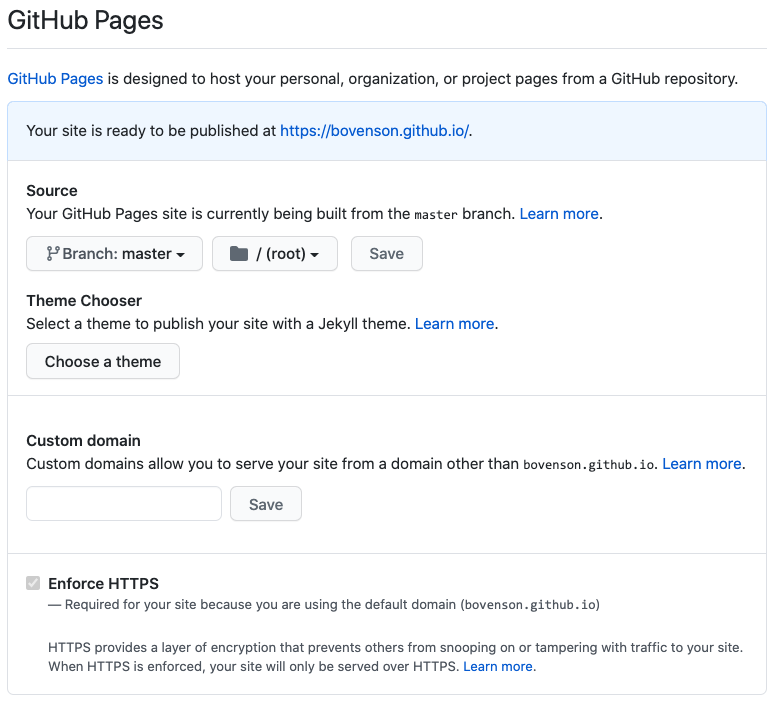 GitHub Pages
GitHub Pages is designed to host your personal, organization, or project pages from a GitHub repository.
Your site is ready to be published at https://bovenson.github.io/.
Source
Your GitHub Pages site is currently being built from the master branch. Learn more.
Branch: master / (root) Save
Theme Chooser
Select a theme to publish your site with a Jekyll theme. Learn more.
Choose a theme
Custom domain
Custom domains allow you to serve your site from a domain other than bovenson.github.io. Learn more.
Save
Enforce HTTPS
— Required for your site because you are using the default domain (bovenson.github.io)
HTTPS provides a layer of encryption that prevents others from snooping on or tampering with traffic to your site.
When HTTPS is enforced, your site will only be served over HTTPS. Learn more.